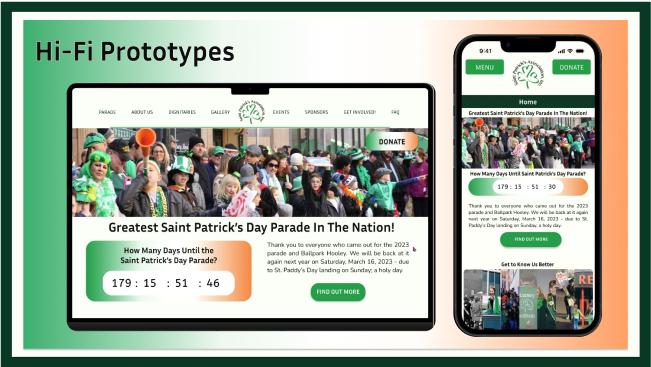 Hi-Fi Prototypes
PARADE ABOUT US DIGNITARIES GALLERY EVENTS SPONSORS GET INVOLVED! FAQ
DONATE
Greatest Saint Patrick's Day Parade In The Nation!
How Many Days Until the
Saint Patrick's Day Parade?
179 : 15 : 51 : 46
Thank you to everyone who came out for the 2023
parade and Ballpark Hooley. We will be back at it
again next year on Saturday, March 16, 2023 - due
to St. Paddy's Day landing on Sunday; a holy day.
FIND OUT MORE
9:41
MENU
DONATE
Home
Greatest Saint Patrick's Day Parade In The Nation!
How Many Days Until Saint Patrick's Day Parade?
179 : 15 : 51 : 30
Thank you to everyone who came out for the 2023
parade and Ballpark Hooley. We will be back at it again
next year on Saturday, March 16, 2023 - due to St.
Paddy's Day landing on Sunday; a holy day.
FIND OUT MORE
Get to Know Us Better